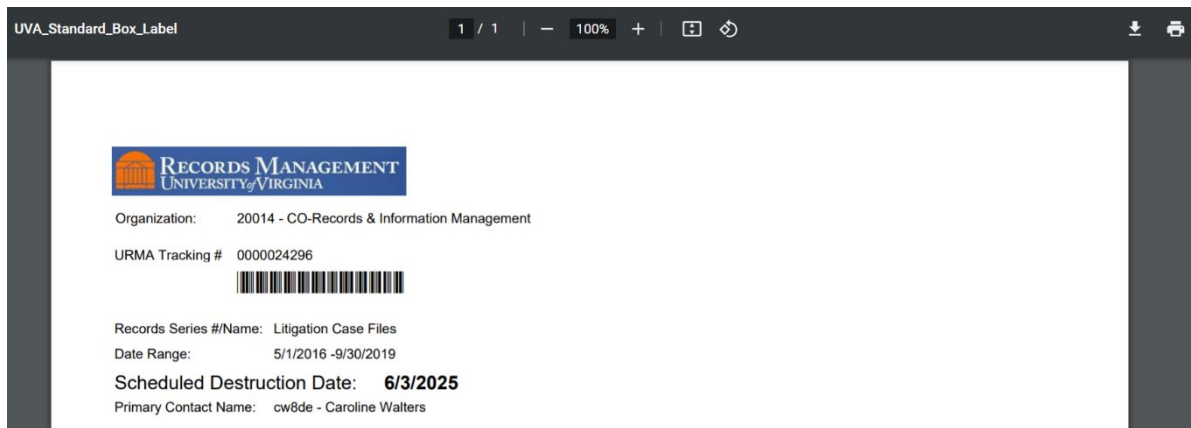 UVA_Standard_Box_Label 1 / 1 100%
RECORDS MANAGEMENT
UNIVERSITY of VIRGINIA
Organization: 20014 - CO-Records & Information Management
URMA Tracking # 0000024296
Records Series #/Name: Litigation Case Files
Date Range: 5/1/2016 -9/30/2019
Scheduled Destruction Date: 6/3/2025
Primary Contact Name: cw8de - Caroline Walters